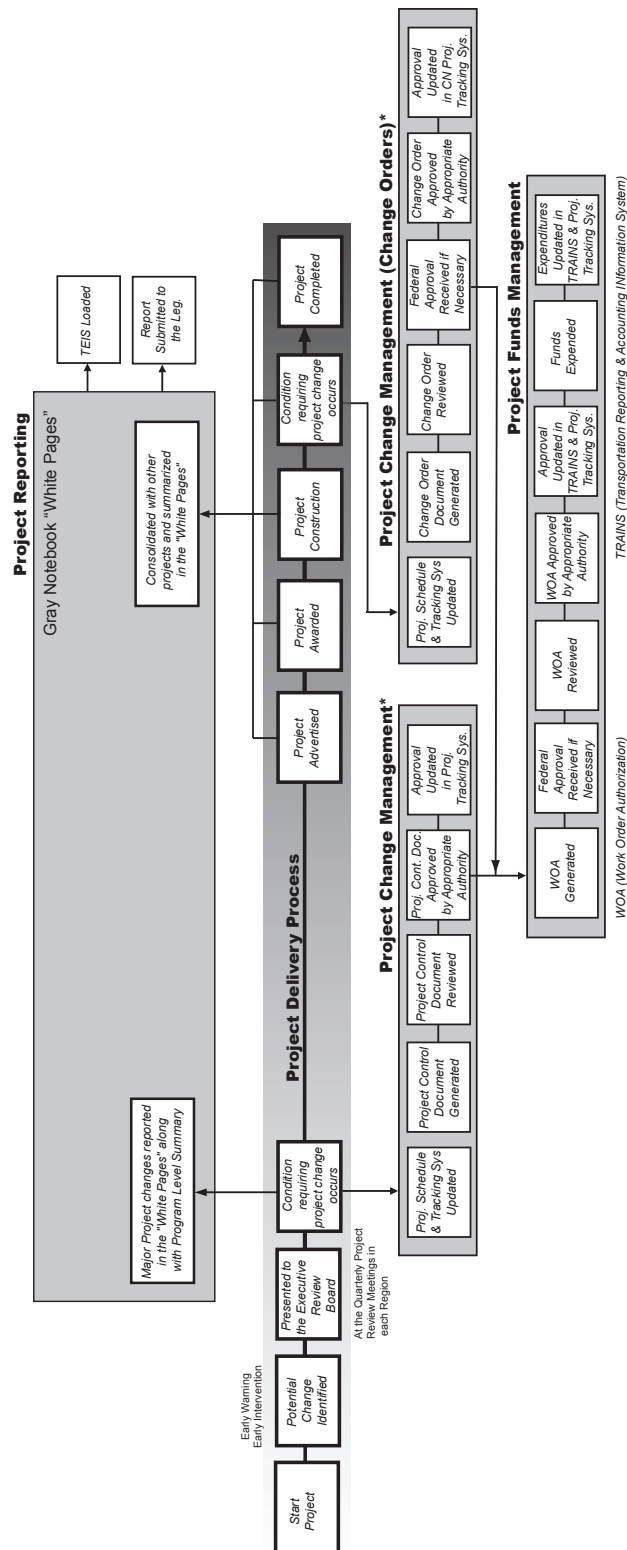 Project Reporting
Gray Notebook “White Pages”
Major Project changes reported
in the "White Pages" along
with Program Level Summary
Consolidated with other
projects and summarized
in the "White Pages"
TEIS Loaded
Report
Submitted to
the Leg.
Early Warning
Early Intervention
Project Delivery Process
Start
Project
Potential
Change
Identified
Presented to
the Executive
Review
Board
At the Quarterly Project
Review Meetings in
each Region
Condition
requiring
project change
occurs
Project
Advertised
Project
Awarded
Project
Construction
Condition
requiring
project change
occurs
Project
Completed
Project Change Management*
Proj. Schedule
& Tracking Sys
Updated
Project Control
Document
Generated
Project Control
Document
Reviewed
Proj. Cont. Doc.
Approved
by Appropriate
Authority
Approval
Updated
in Proj.
Tracking Sys.
Project Change Management (Change Orders)*
Proj. Schedule
& Tracking Sys
Updated
Change Order
Document
Generated
Change Order
Reviewed
Federal
Approval
Received if
Necessary
Change Order
Approved
by Appropriate
Authority
Approval
Updated
in CN Proj.
Tracking Sys.
Project Funds Management
WOA
Generated
Federal
Approval
Received if
Necessary
WOA
Reviewed
WOA Approved
by Appropriate
Authority
Approval
Updated in
TRAINS & Proj.
Tracking Sys.
Funds
Expended
Expenditures
Updated in
TRAINS & Proj.
Tracking Sys.
WOA (Work Order Authorization)
TRAINS (Transportation Reporting & Accounting INformation System)